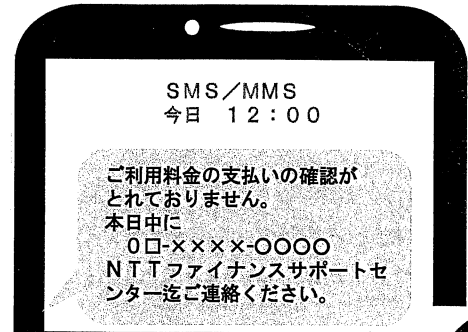 SMS/MMS
今日 12:00
ご利用料金の支払いの確認が
とれておりません。
本日中に
0口-××××-〇〇〇〇
NTTファイナンスサポートセ
ンター迄ご連絡ください。